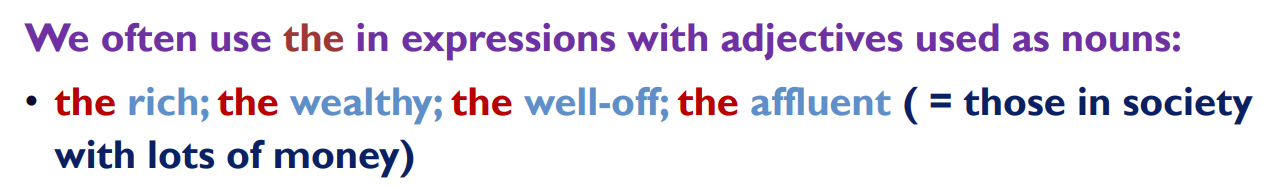 We often use the in expressions with adjectives used as nouns:
• the rich; the wealthy; the well-off; the affluent ( = those in society
with lots of money)